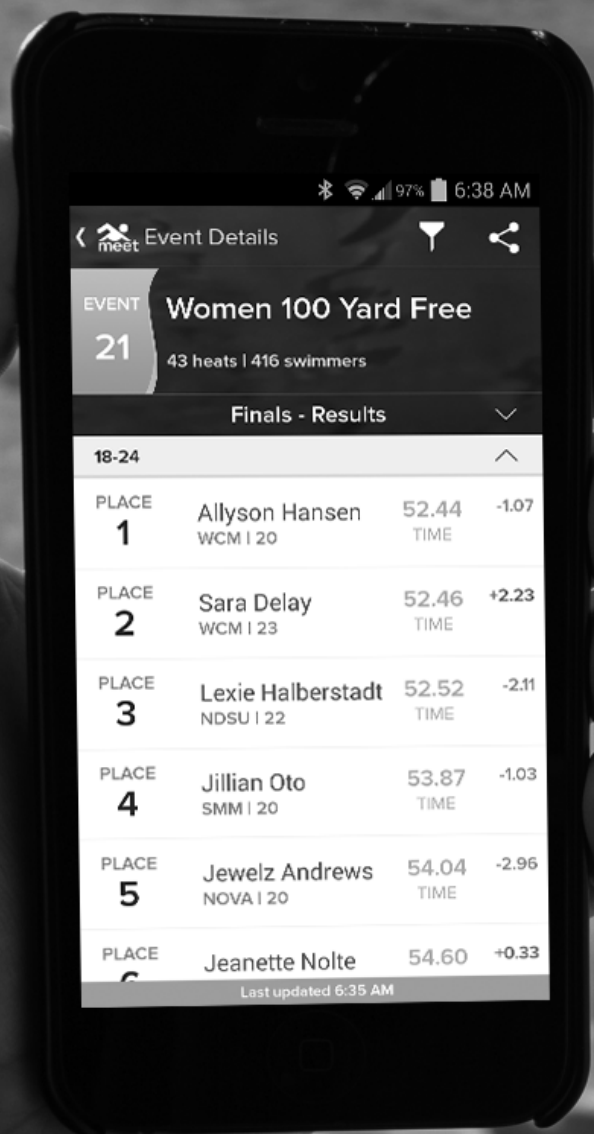 97% 6:38 AM
meet Event Details
EVENT
21
Women 100 Yard Free
43 heats | 416 swimmers
Finals - Results
18-24
PLACE
1
Allyson Hansen
WCM | 20
52.44
TIME
-1.07
PLACE
2
Sara Delay
WCM | 23
52.46
TIME
+2.23
PLACE
3
Lexie Halberstadt
NDSU | 22
52.52
TIME
-2.11
PLACE
4
Jillian Oto
SMM | 20
53.87
TIME
-1.03
PLACE
5
Jewelz Andrews
NOVA | 20
54.04
TIME
-2.96
PLACE
Jeanette Nolte
54.60
+0.33
Last updated 6:35 AM